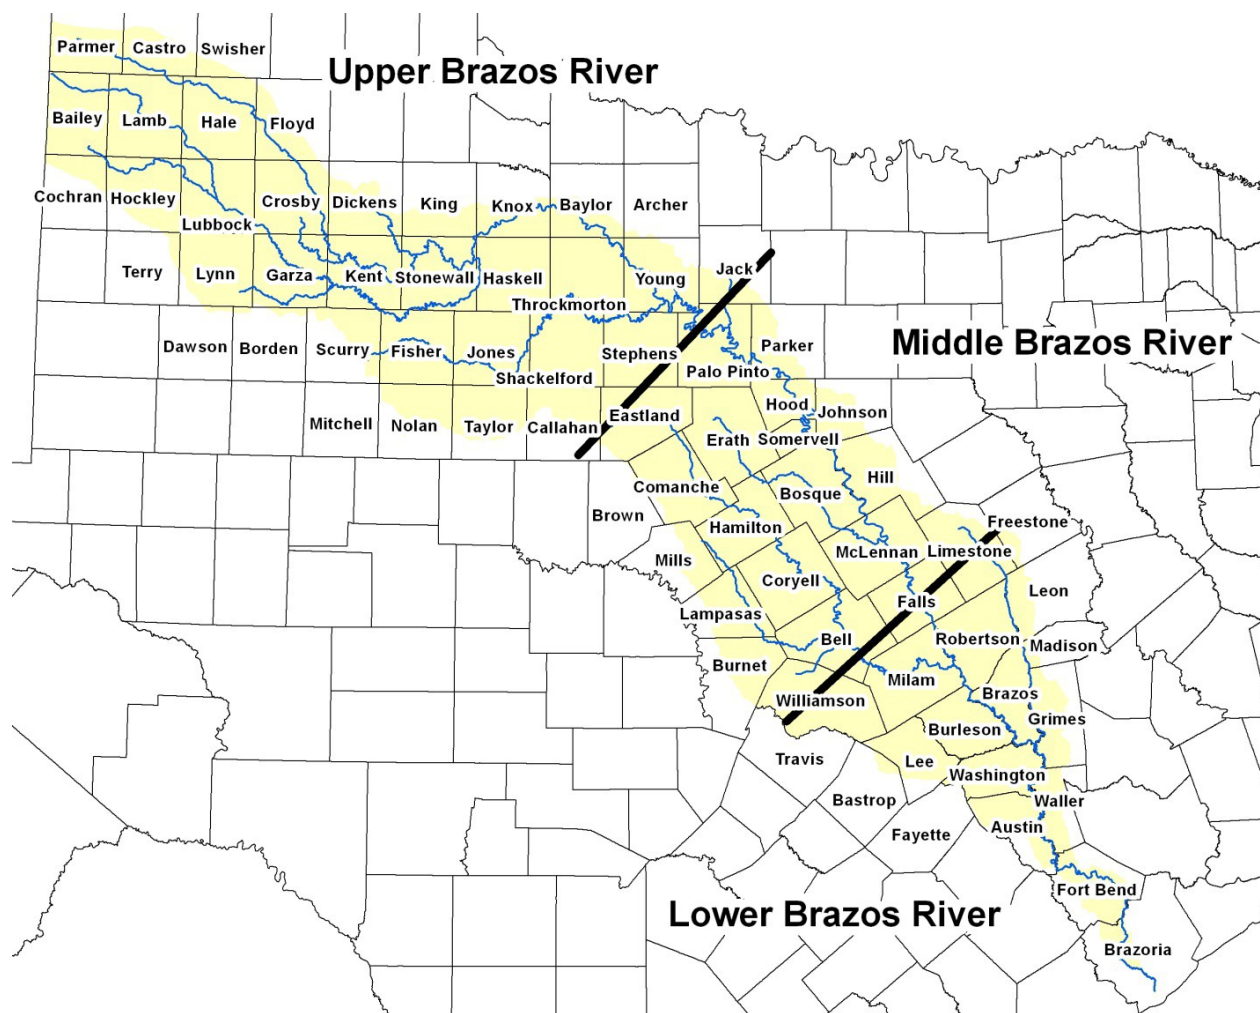 Parmer Castro Swisher
Upper Brazos River
Bailey Lamb Hale Floyd
Cochran Hockley Lubbock Crosby Dickens King Knox Baylor Archer
Terry Lynn Garza Kent Stonewall Haskell Throckmorton Young Jack
Middle Brazos River
Dawson Borden Scurry Fisher Jones Shackelford Stephens Palo Pinto Parker
Mitchell Nolan Taylor Callahan Eastland Erath Hood Somervell Johnson
Comanche Bosque Hill
Brown Hamilton McLennan Limestone Freestone
Mills Coryell Falls Leon
Lampasas Bell Robertson Madison
Burnet Williamson Milam Brazos Grimes
Burleson
Travis Lee Washington
Bastrop Waller
Fayette Austin
Lower Brazos River
Fort Bend
Brazoria